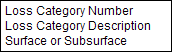 Loss Category Number
Loss Category Description
Surface or Subsurface